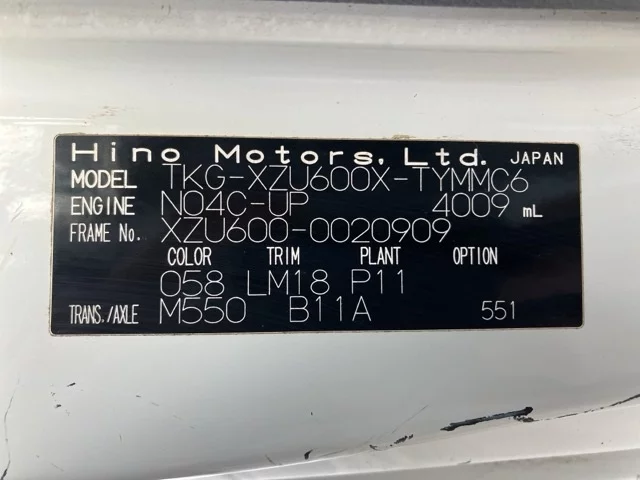 Hino Motors, Ltd. JAPAN
MODEL TKG-XZU600X-TYMMC6
ENGINE N04C-UP 4009 mL
FRAME No. XZU600-0020909
COLOR TRIM PLANT OPTION
058 LM18 P11
TRANS./AXLE M550 B11A 551